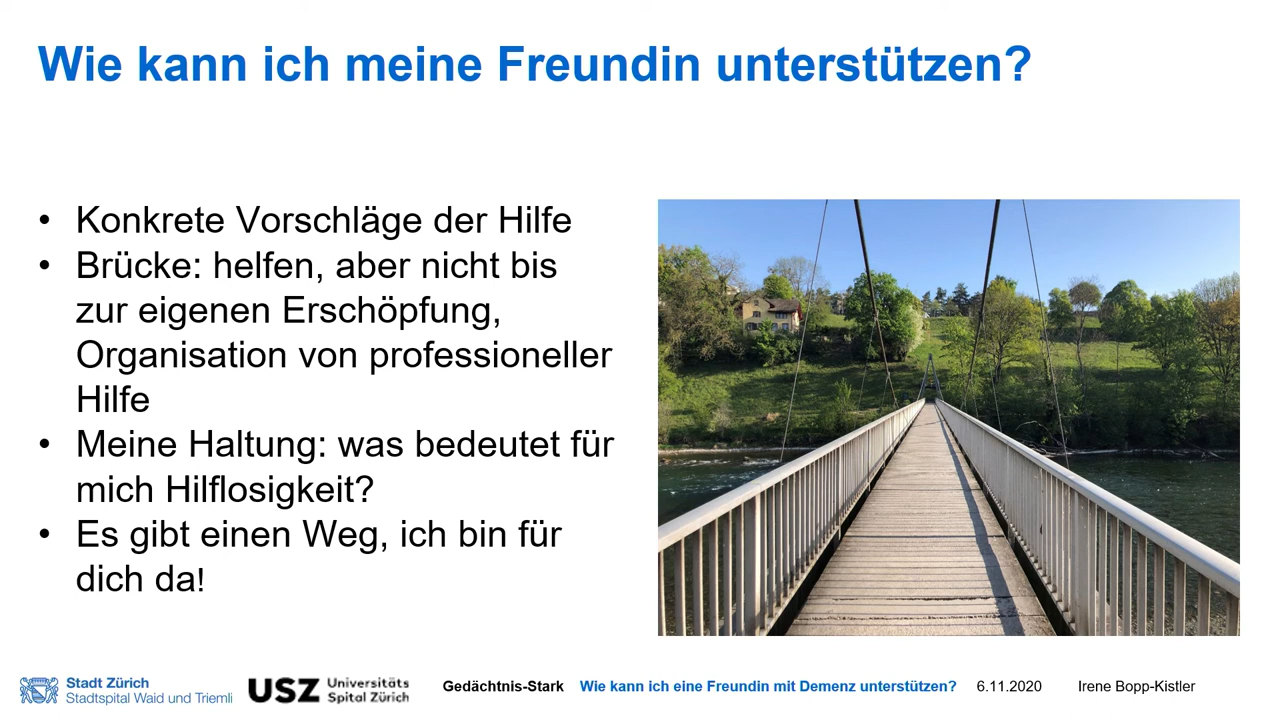 Wie kann ich meine Freundin unterstützen?
• Konkrete Vorschläge der Hilfe
• Brücke: helfen, aber nicht bis
zur eigenen Erschöpfung,
Organisation von professioneller
Hilfe
• Meine Haltung: was bedeutet für
mich Hilflosigkeit?
• Es gibt einen Weg, ich bin für
dich da!
Stadt Zürich
Stadtspital Waid und Triemli
USZ Universitäts
Spital Zürich
Gedächtnis-Stark Wie kann ich eine Freundin mit Demenz unterstützen? 6.11.2020 Irene Bopp-Kistler